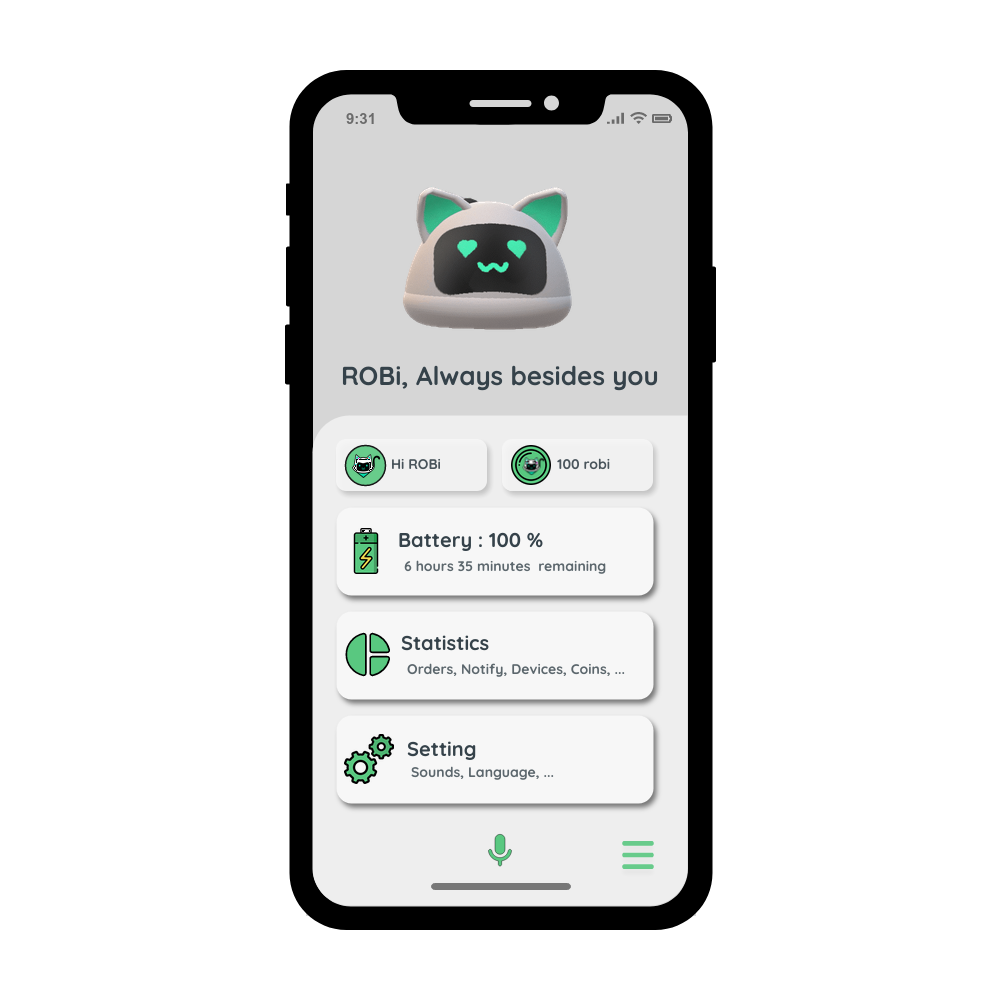 9:31
ROBi, Always besides you
Hi ROBi
100 robi
Battery : 100 %
6 hours 35 minutes remaining
Statistics
Orders, Notify, Devices, Coins, ...
Setting
Sounds, Language, ...